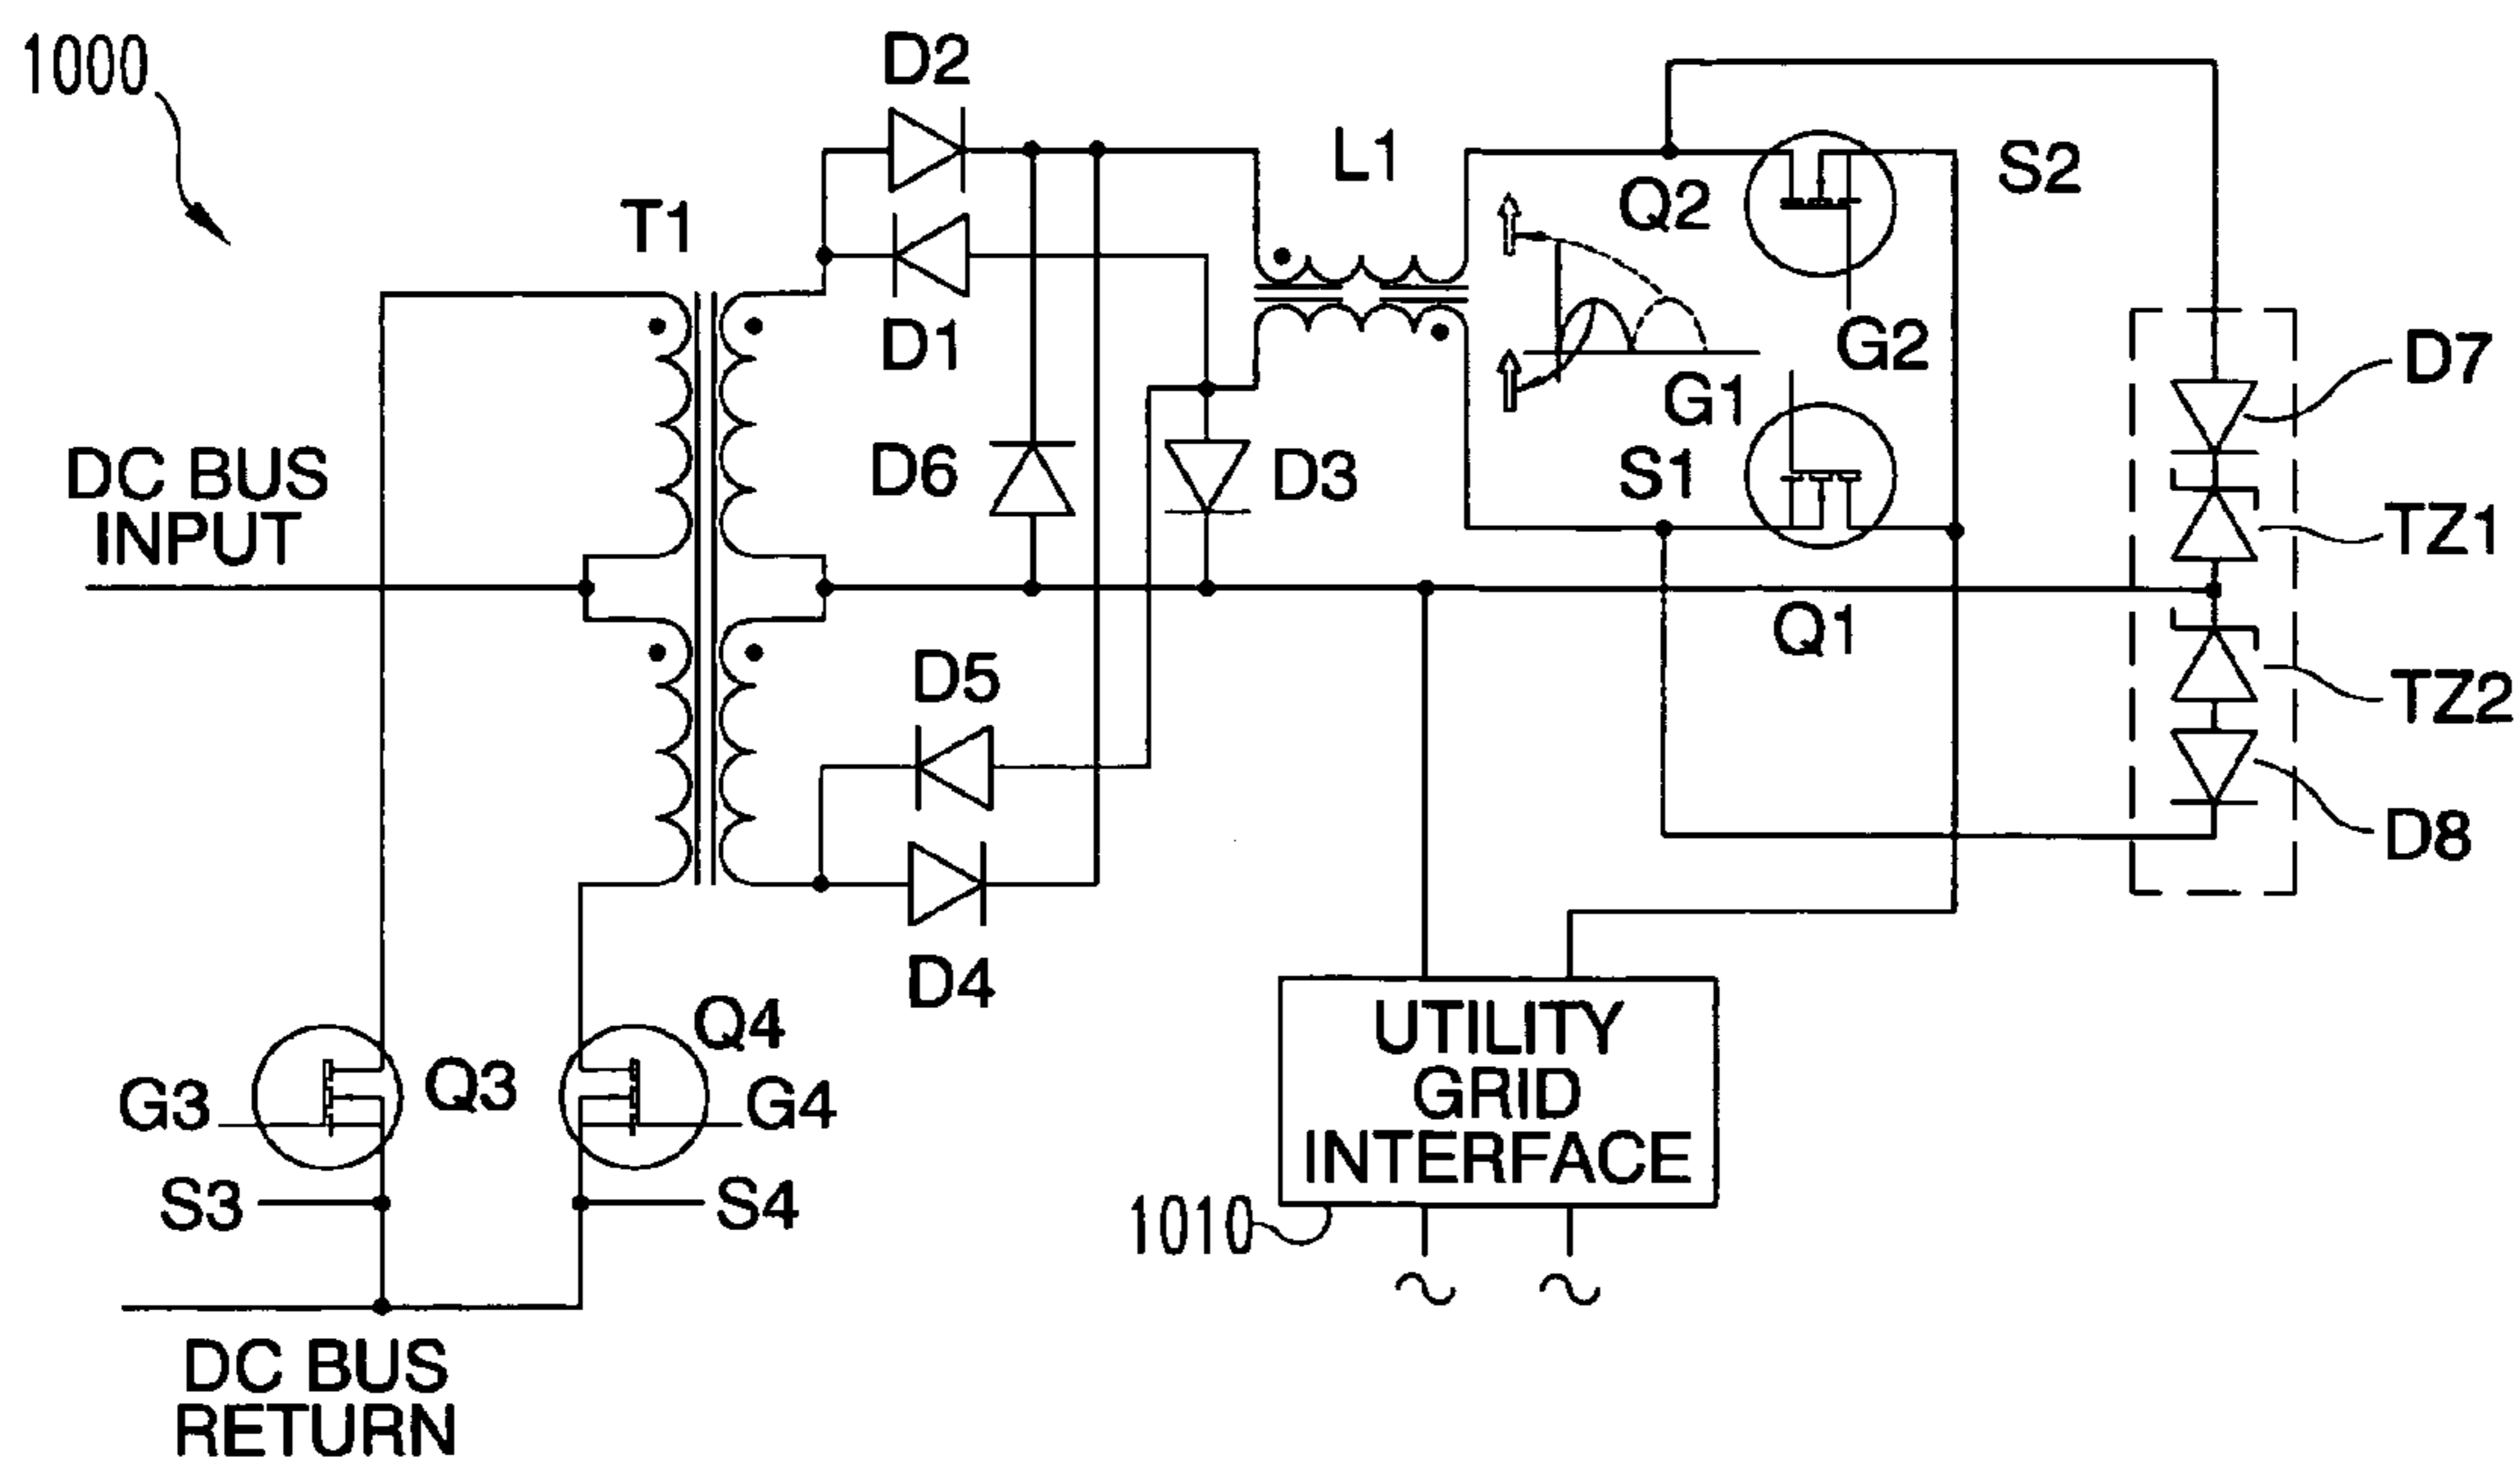 1000
D2
L1
S2
Q2
T1
D1
G2
D7
G1
D6
D3
S1
DC BUS
INPUT
TZ1
Q1
D5
TZ2
D8
D4
Q4
UTILITY
GRID
INTERFACE
G3
Q3
G4
S3
S4
1010
DC BUS
RETURN